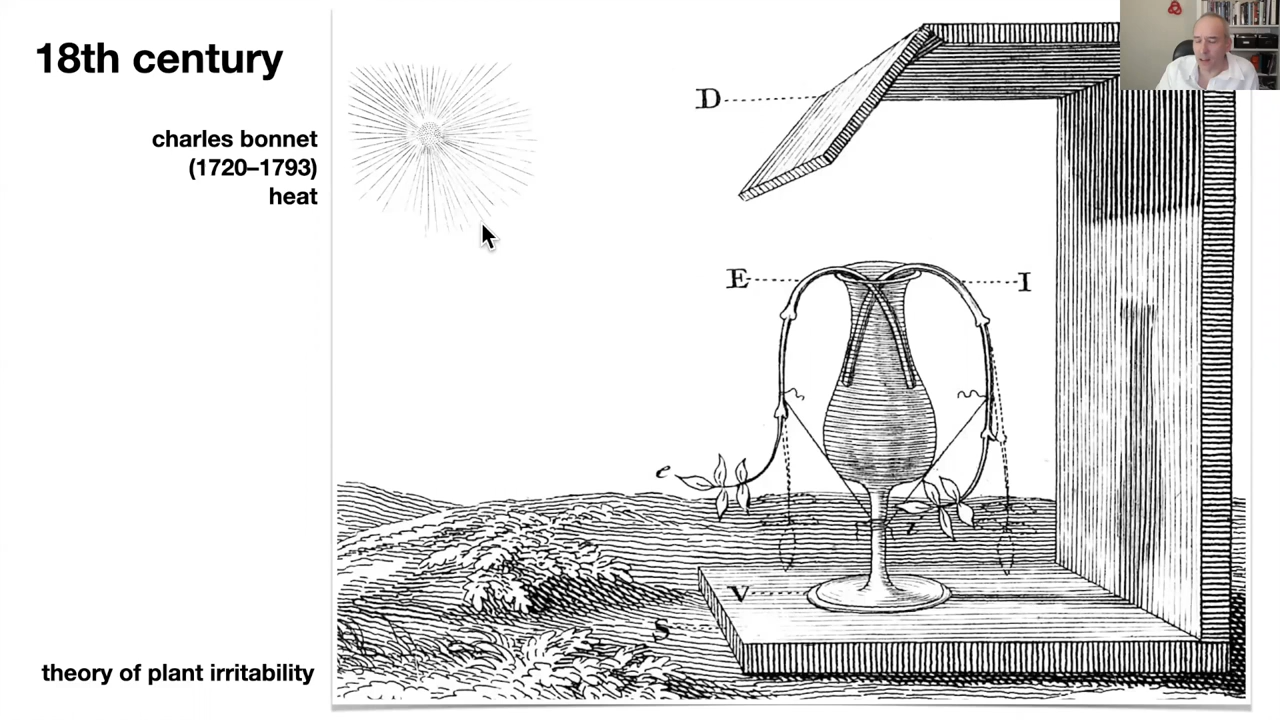 18th century
charles bonnet
(1720–1793)
heat
D
E
I
e
z
V
S
theory of plant irritability